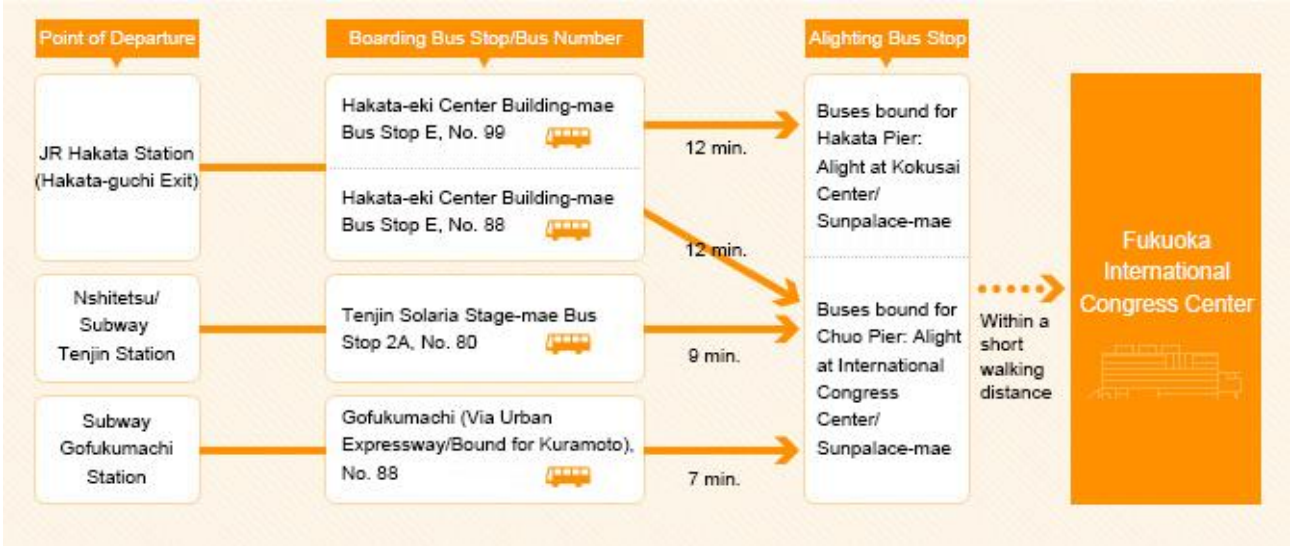 Point of Departure
Boarding Bus Stop/Bus Number
Alighting Bus Stop
JR Hakata Station
(Hakata-guchi Exit)
Hakata-eki Center Building-mae
Bus Stop E, No. 99
12 min.
Hakata-eki Center Building-mae
Bus Stop E, No. 88
12 min.
Buses bound for
Hakata Pier:
Alight at Kokusai
Center/
Sunpalace-mae
Nshitetsu/
Subway
Tenjin Station
Tenjin Solaria Stage-mae Bus
Stop 2A, No. 80
9 min.
Subway
Gofukumachi
Station
Gofukumachi (Via Urban
Expressway/Bound for Kuramoto),
No. 88
7 min.
Buses bound for
Chuo Pier: Alight
at International
Congress
Center/
Sunpalace-mae
Within a
short
walking
distance
Fukuoka
International
Congress Center